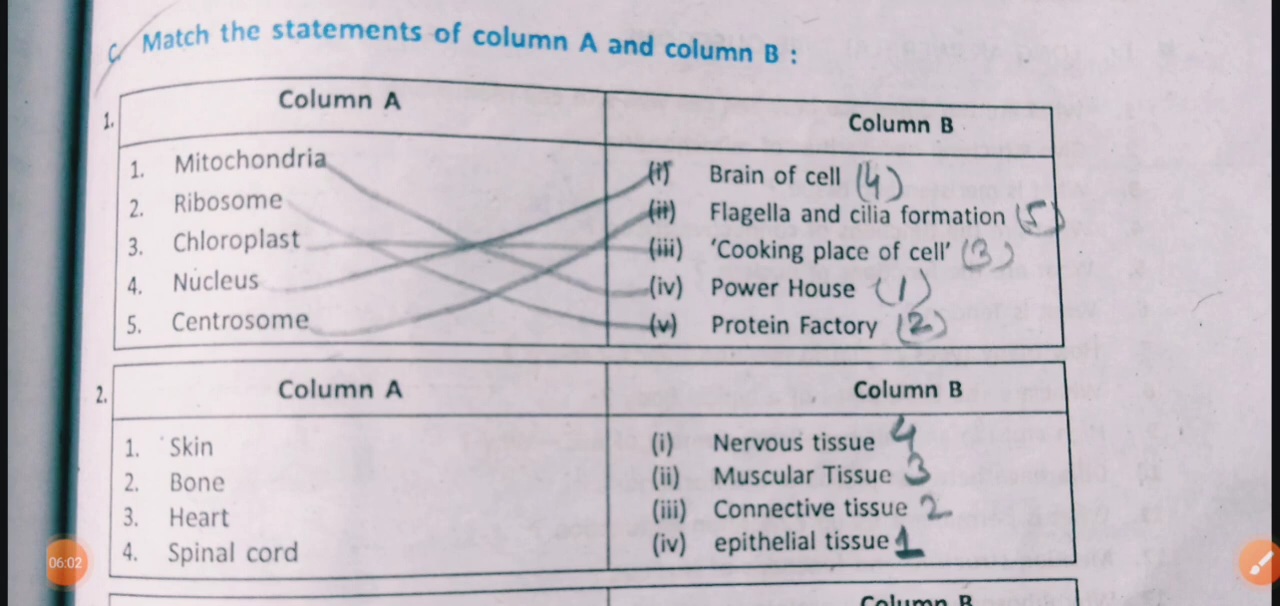 C. Match the statements of column A and column B :
1.
Column A Column B
1. Mitochondria (i) Brain of cell (4)
2. Ribosome (ii) Flagella and cilia formation (5)
3. Chloroplast (iii) 'Cooking place of cell' (3)
4. Nucleus (iv) Power House (1)
5. Centrosome (v) Protein Factory (2)
2.
Column A Column B
1. Skin (i) Nervous tissue 4
2. Bone (ii) Muscular Tissue 3
3. Heart (iii) Connective tissue 2
4. Spinal cord (iv) epithelial tissue 1
06:02
Column B